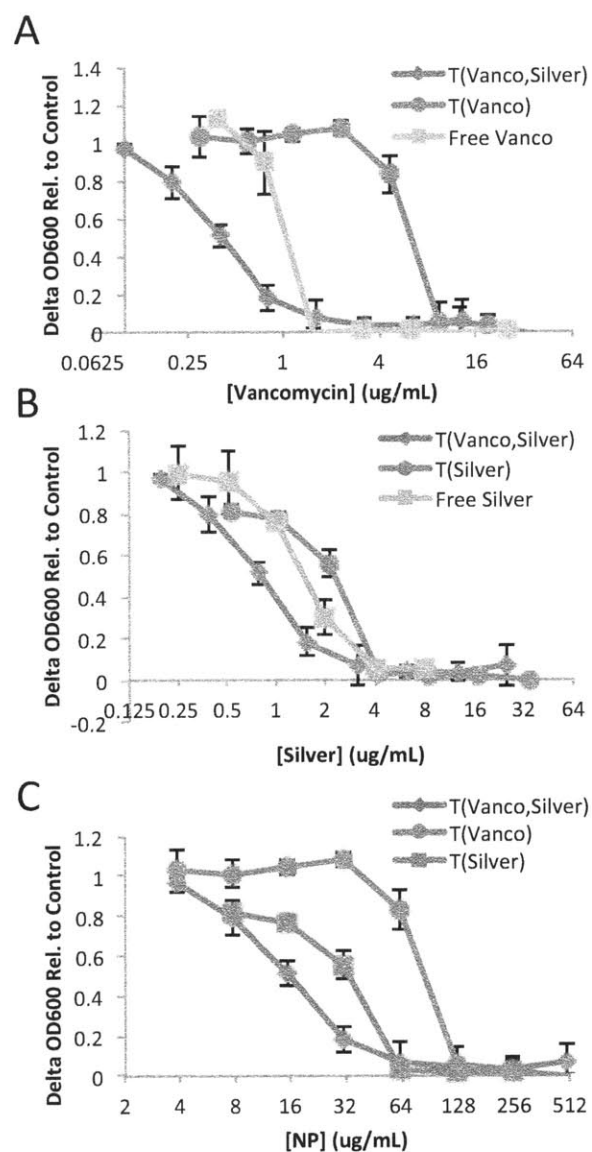 A
Delta OD600 Rel. to Control
1.4
1.2
1
0.8
0.6
0.4
0.2
0
T(Vanco,Silver)
T(Vanco)
Free Vanco
0.0625
0.25
1
4
16
64
[Vancomycin] (ug/mL)
B
Delta OD600 Rel. to Control
1.2
1
0.8
0.6
0.4
0.2
0
-0.2
T(Vanco,Silver)
T(Silver)
Free Silver
0.125
0.25
0.5
1
2
4
8
16
32
64
[Silver] (ug/mL)
C
Delta OD600 Rel. to Control
1.2
1
0.8
0.6
0.4
0.2
0
T(Vanco,Silver)
T(Vanco)
T(Silver)
2
4
8
16
32
64
128
256
512
[NP] (ug/mL)